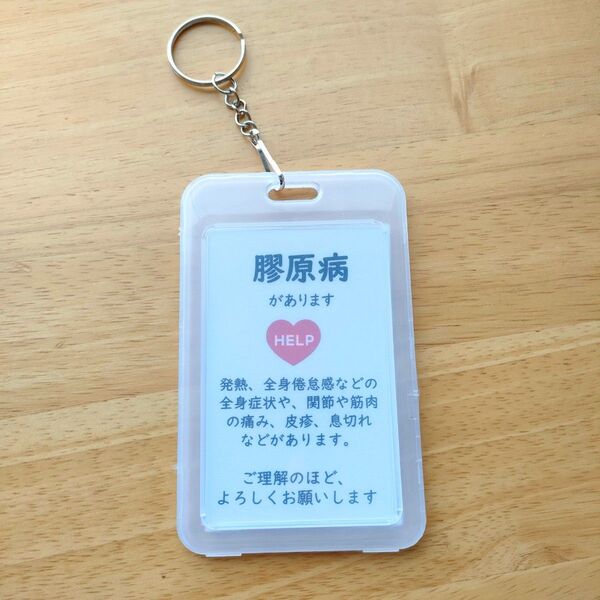 膠原病
があります
HELP
発熱、全身倦怠感などの
全身症状や、関節や筋肉
の痛み、皮疹、息切れ
などがあります。
ご理解のほど、
よろしくお願いします